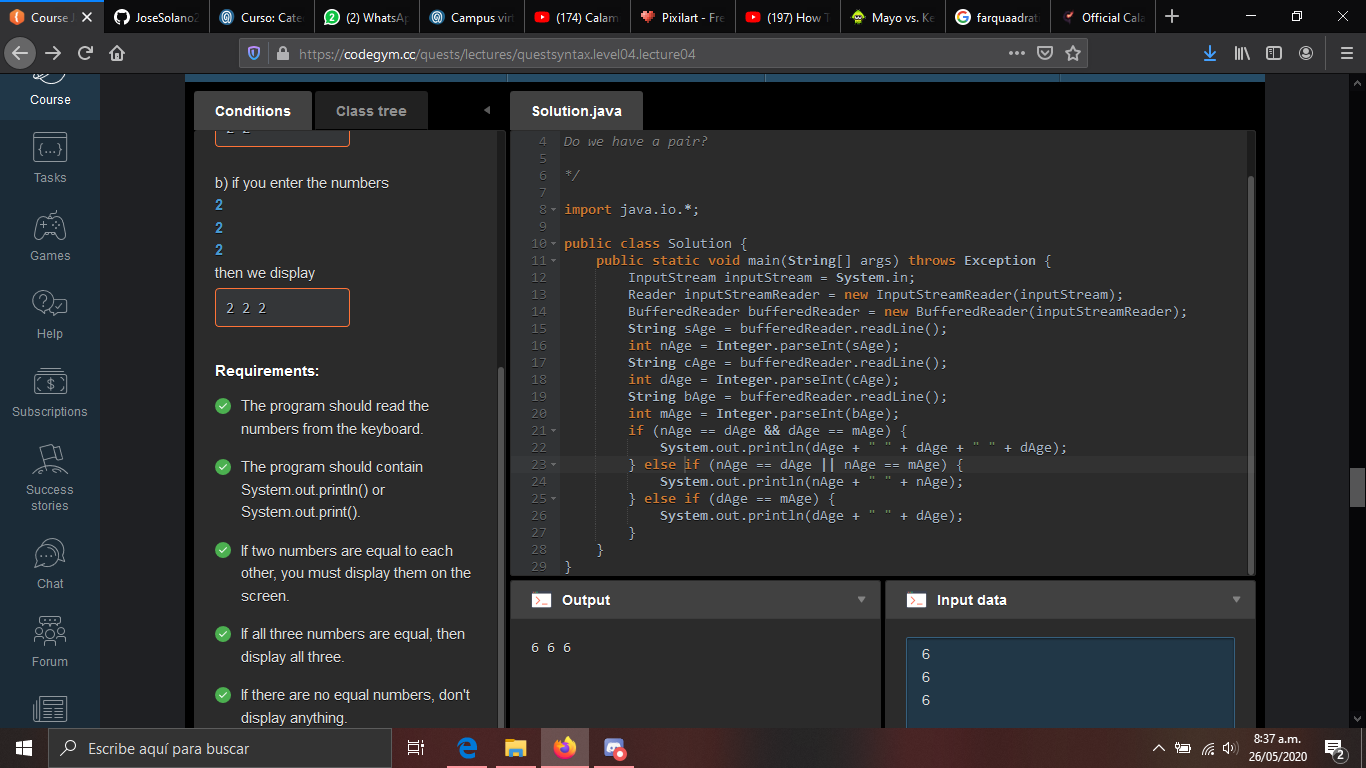 Course J
JoseSolano2
Curso: Cate
(2) WhatsAp
Campus virt
(174) Calam
Pixilart - Fre
(197) How T
Mayo vs. Ke
farquaadrati
Official Cala
https://codegym.cc/quests/lectures/questsyntax.level04.lecture04
Course
Tasks
Games
Help
Subscriptions
Success
stories
Chat
Forum
Conditions
Class tree
2 2
b) if you enter the numbers
2
2
2
then we display
2 2 2
Requirements:
The program should read the
numbers from the keyboard.
The program should contain
System.out.println() or
System.out.print().
If two numbers are equal to each
other, you must display them on the
screen.
If all three numbers are equal, then
display all three.
If there are no equal numbers, don't
display anything.
Solution.java
4 Do we have a pair?
5
6 */
7
8 import java.io.*;
9
10 public class Solution {
11 public static void main(String[] args) throws Exception {
12 InputStream inputStream = System.in;
13 Reader inputStreamReader = new InputStreamReader(inputStream);
14 BufferedReader bufferedReader = new BufferedReader(inputStreamReader);
15 String sAge = bufferedReader.readLine();
16 int nAge = Integer.parseInt(sAge);
17 String cAge = bufferedReader.readLine();
18 int dAge = Integer.parseInt(cAge);
19 String bAge = bufferedReader.readLine();
20 int mAge = Integer.parseInt(bAge);
21 if (nAge == dAge && dAge == mAge) {
22 System.out.println(dAge + " " + dAge + " " + dAge);
23 } else if (nAge == dAge || nAge == mAge) {
24 System.out.println(nAge + " " + nAge);
25 } else if (dAge == mAge) {
26 System.out.println(dAge + " " + dAge);
27 }
28 }
29 }
Output
6 6 6
Input data
6
6
6
Escribe aquí para buscar
8:37 a.m.
26/05/2020
2